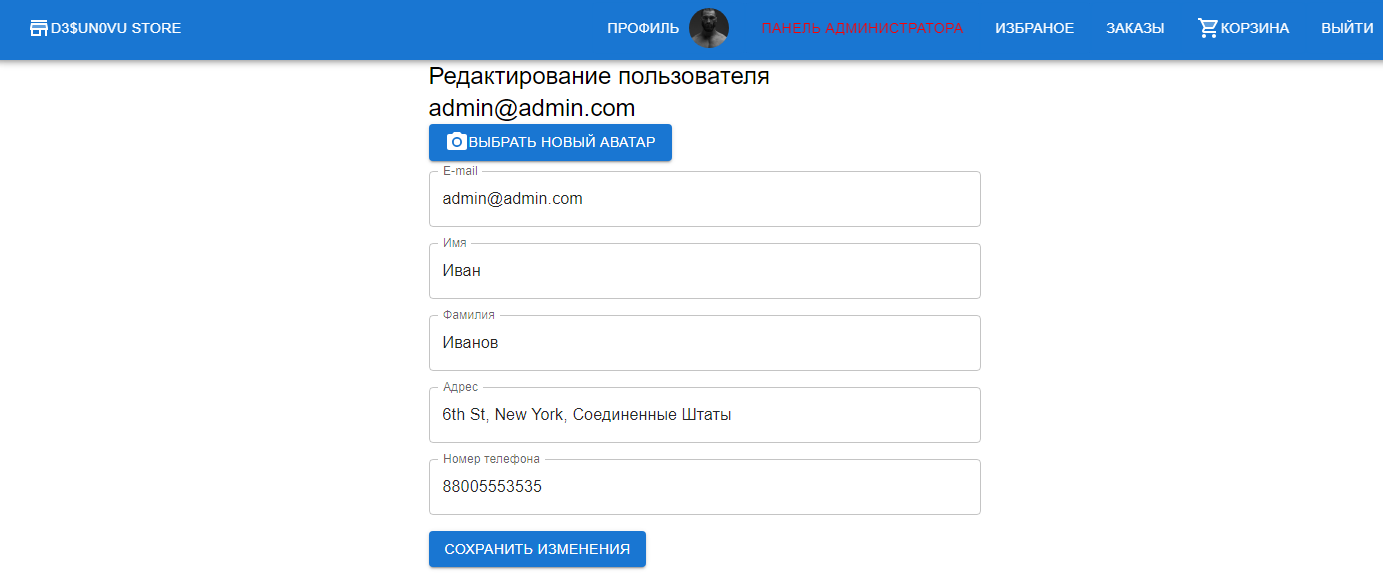 D3$UN0VU STORE
ПРОФИЛЬ
ПАНЕЛЬ АДМИНИСТРАТОРА
ИЗБРАНОЕ
ЗАКАЗЫ
КОРЗИНА
ВЫЙТИ
Редактирование пользователя
admin@admin.com
ВЫБРАТЬ НОВЫЙ АВАТАР
E-mail
admin@admin.com
Имя
Иван
Фамилия
Иванов
Адрес
6th St, New York, Соединенные Штаты
Номер телефона
88005553535
СОХРАНИТЬ ИЗМЕНЕНИЯ